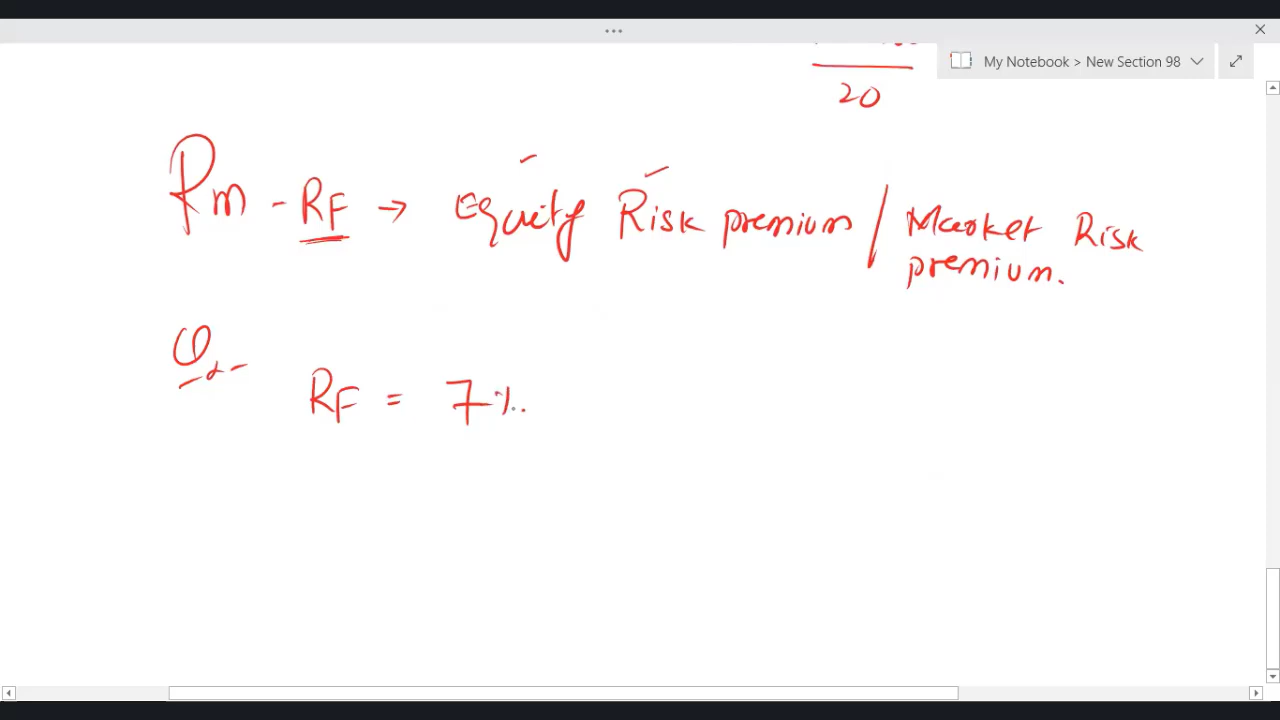 My Notebook > New Section 98
20
Rm - RF → Equity Risk premium / Market Risk
premium.
Q
RF = 7%.